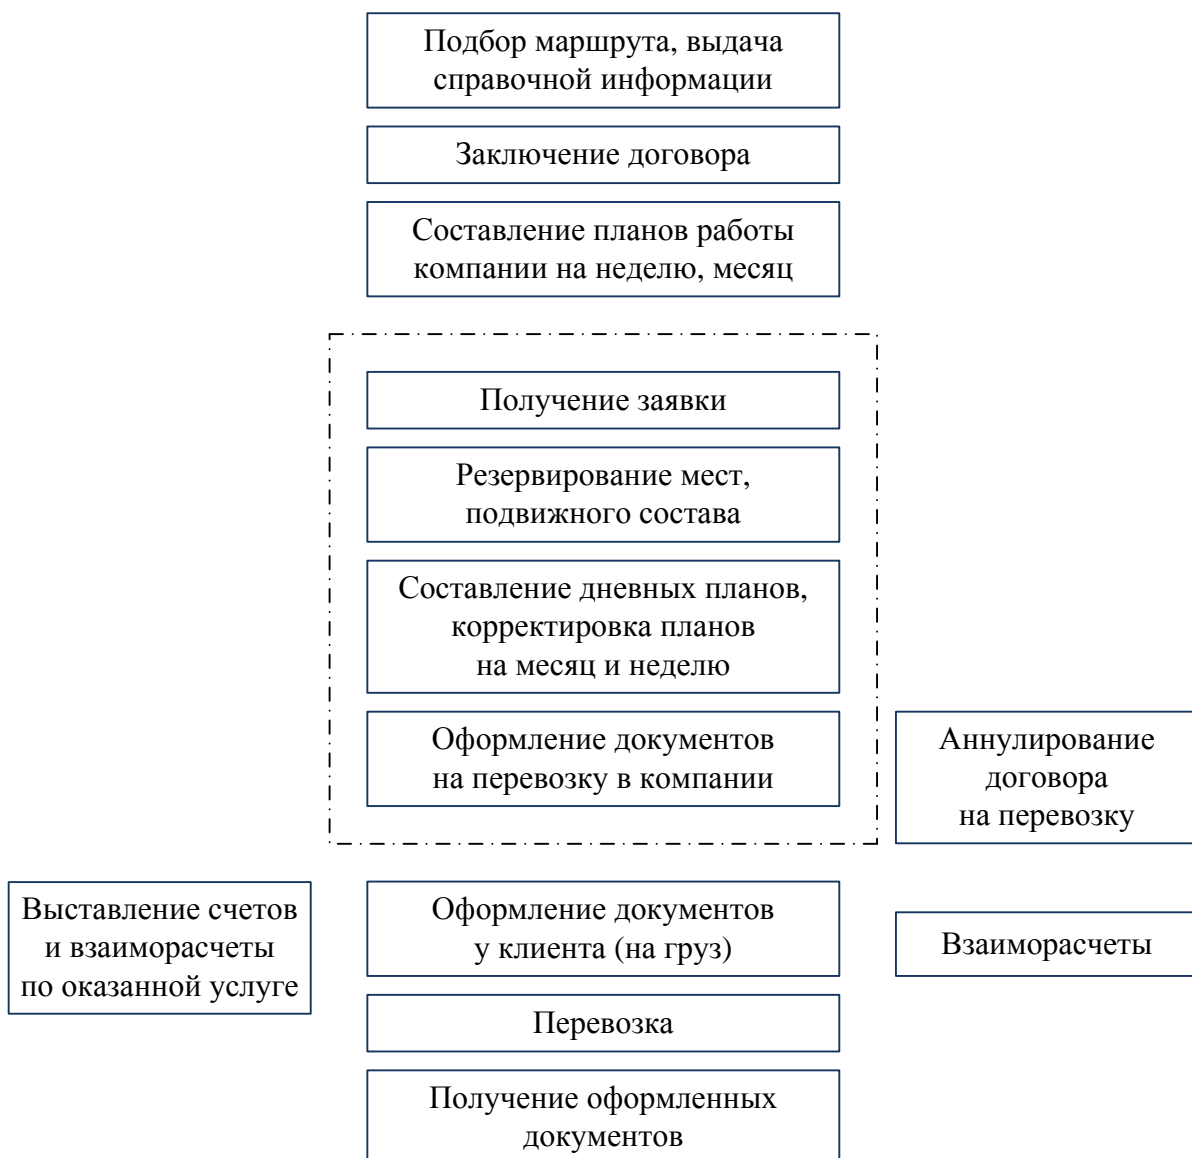 Подбор маршрута, выдача
справочной информации
Заключение договора
Составление планов работы
компании на неделю, месяц
Получение заявки
Резервирование мест,
подвижного состава
Составление дневных планов,
корректировка планов
на месяц и неделю
Оформление документов
на перевозку в компании
Аннулирование
договора
на перевозку
Выставление счетов
и взаиморасчеты
по оказанной услуге
Оформление документов
у клиента (на груз)
Взаиморасчеты
Перевозка
Получение оформленных
документов